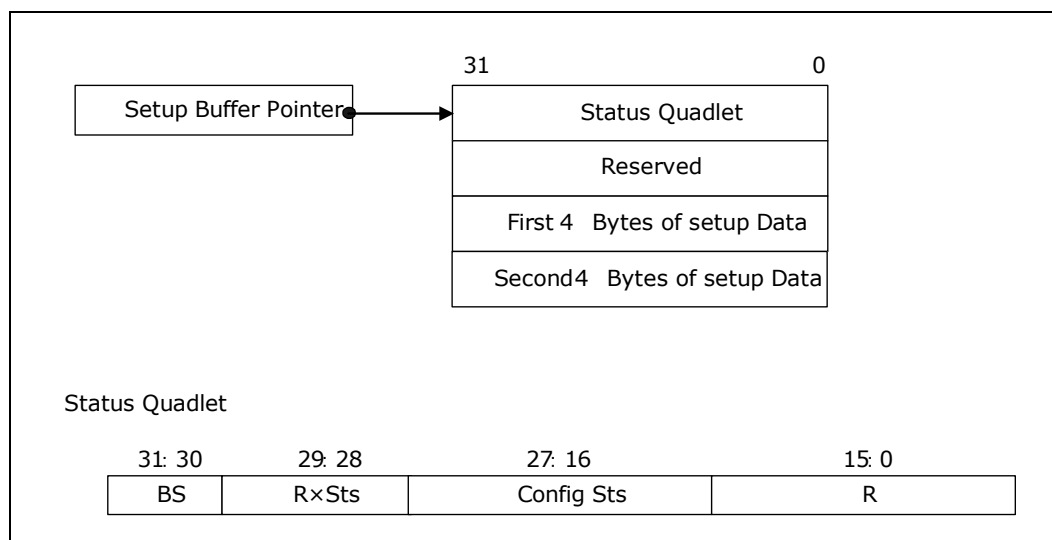 31 0
Setup Buffer Pointer Status Quadlet
Reserved
First 4 Bytes of setup Data
Second4 Bytes of setup Data
Status Quadlet
31: 30 29: 28 27: 16 15: 0
BS R×Sts Config Sts R